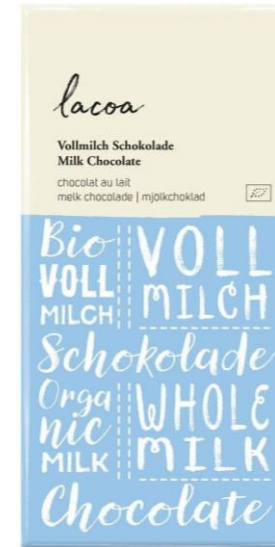 lacoa
Vollmilch Schokolade
Milk Chocolate
chocolat au lait
melk chocolade | mjölkchoklad
Bio
VOLL
MILCH
VOLL
MILCH
Schokolade
Orga
nic
MILK
WHOLE
MILK
Chocolate